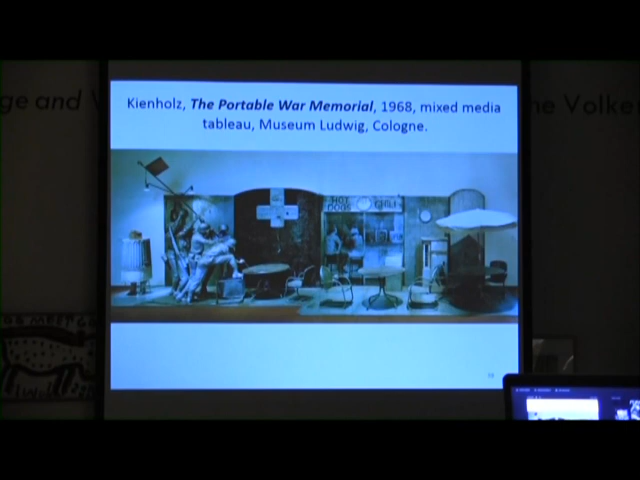 Kienholz, The Portable War Memorial, 1968, mixed media
tableau, Museum Ludwig, Cologne.
ge and
he Volke
HOT
DOGS CHILI